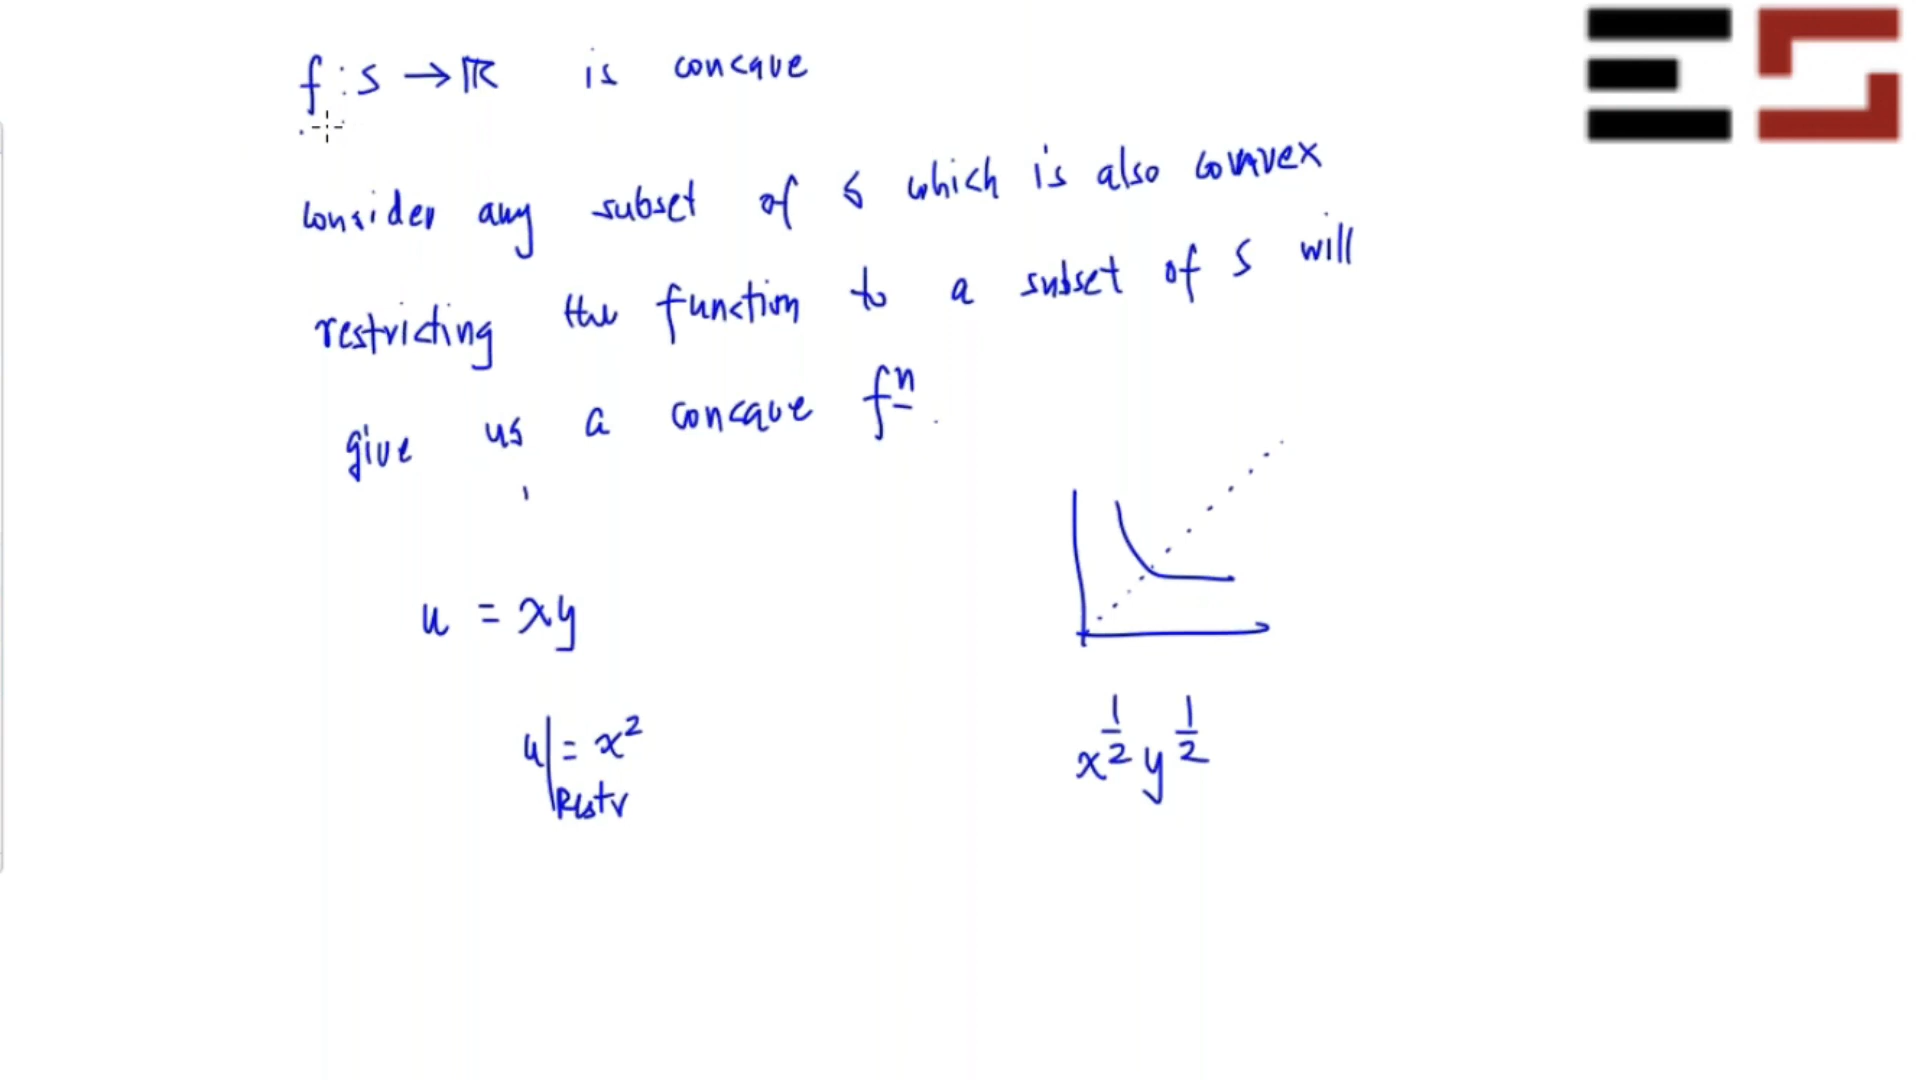 f : S → ℝ is concave
consider any subset of S which is also convex
restricting the function to a subset of S will
give us a concave fⁿ.
u = xy
u| = x²
Restr
x^{1/2} y^{1/2}
ES